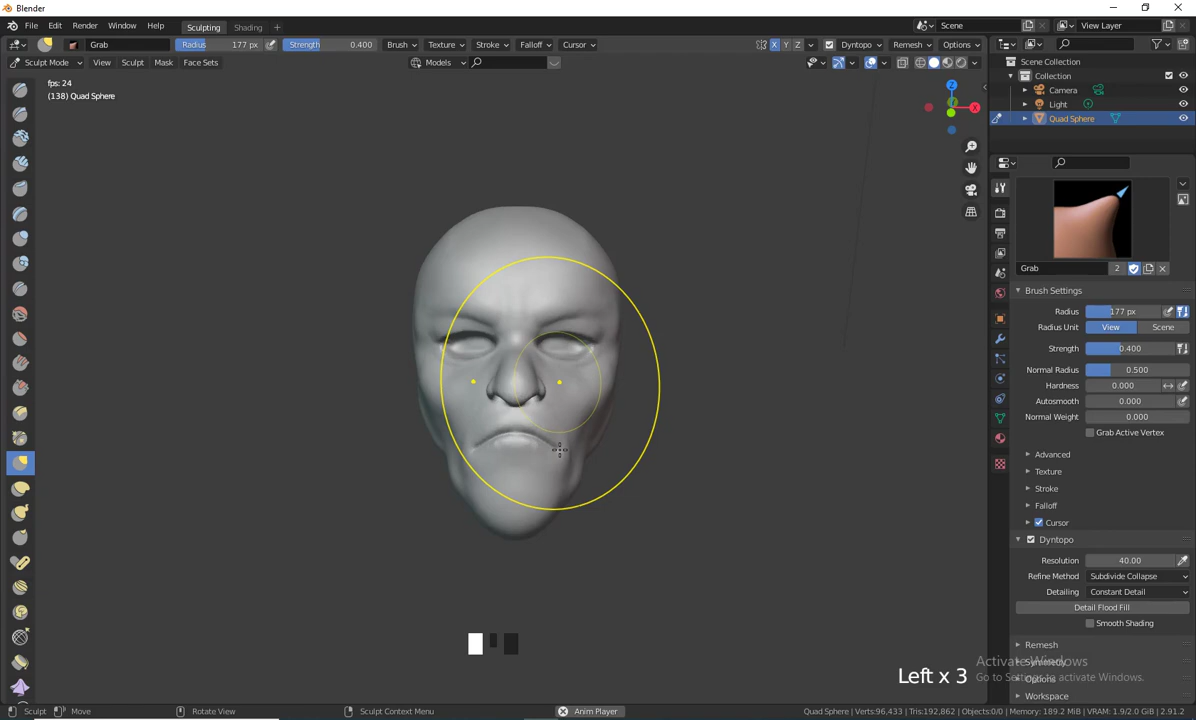 Blender
File Edit Render Window Help Sculpting Shading + Scene View Layer
Grab Radius 177 px Strength 0.400 Brush Texture Stroke Falloff Cursor X Y Z Dyntopo Remesh Options
Sculpt Mode View Sculpt Mask Face Sets Models
Scene Collection
Collection
Camera
Light
Quad Sphere
fps: 24
(138) Quad Sphere
Z
X
Grab 2
Brush Settings
Radius 177 px
Radius Unit View Scene
Strength 0.400
Normal Radius 0.500
Hardness 0.000
Autosmooth 0.000
Normal Weight 0.000
Grab Active Vertex
Advanced
Texture
Stroke
Falloff
Cursor
Dyntopo
Resolution 40.00
Refine Method Subdivide Collapse
Detailing Constant Detail
Detail Flood Fill
Smooth Shading
Remesh
Symmetry
Options
Workspace
Activate Windows
Go to Settings to activate Windows.
Left x 3
Sculpt Move Rotate View Sculpt Context Menu Anim Player Quad Sphere | Verts:96,433 | Tris:192,862 | Objects:0/0 | Memory: 189.2 MiB | VRAM: 1.9/2.0 GiB | 2.91.2